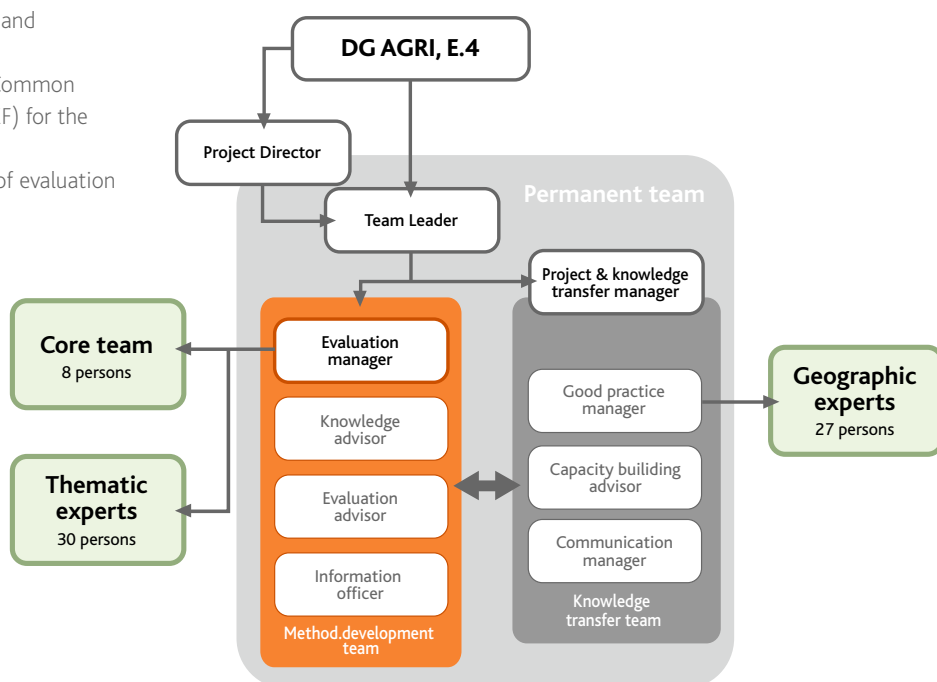 and
Common
F) for the
of evaluation
DG AGRI, E.4
Project Director
Permanent team
Team Leader
Project & knowledge
transfer manager
Core team
8 persons
Evaluation
manager
Geographic
experts
27 persons
Good practice
manager
Knowledge
advisor
Thematic
experts
30 persons
Evaluation
advisor
Capacity builiding
advisor
Communication
manager
Information
officer
Knowledge
transfer team
Method.development
team